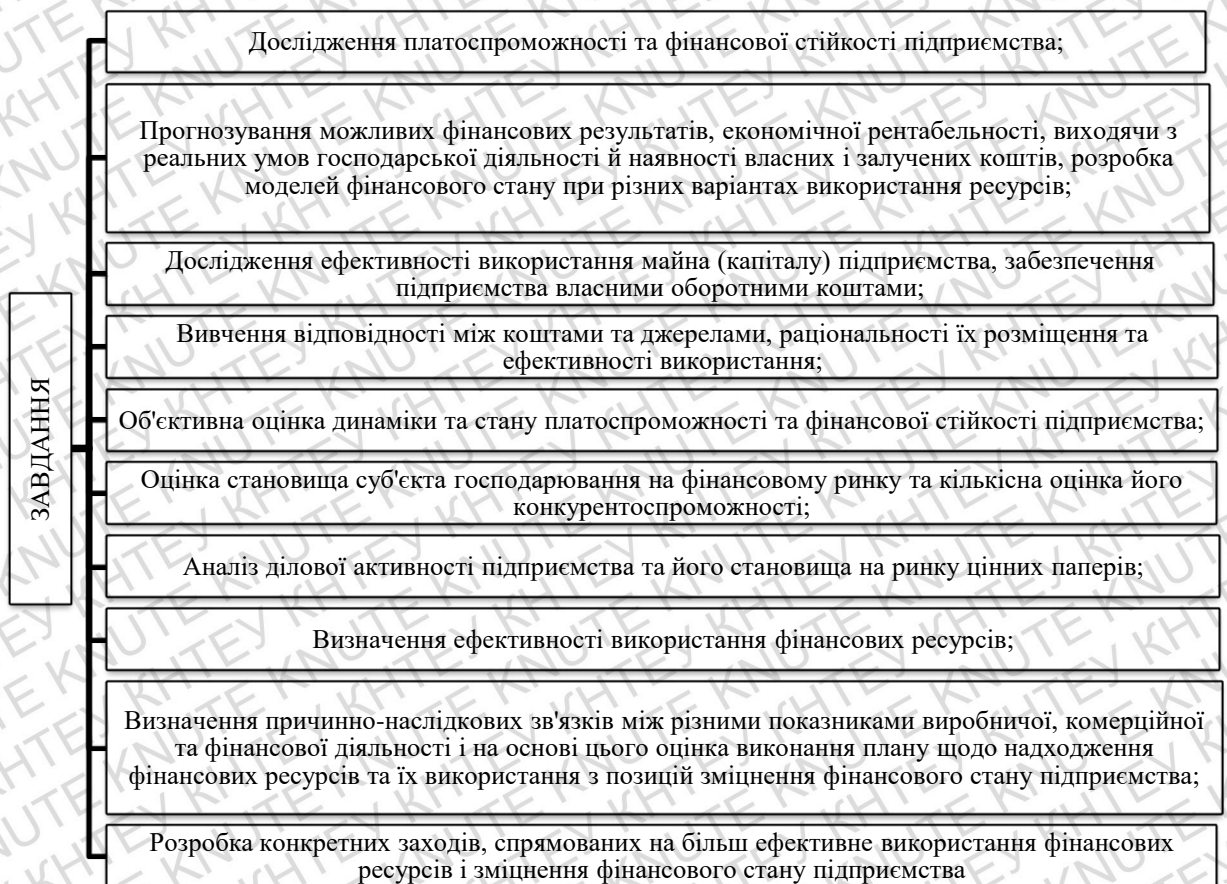 Дослідження платоспроможності та фінансової стійкості підприємства;
Прогнозування можливих фінансових результатів, економічної рентабельності, виходячи з
реальних умов господарської діяльності й наявності власних і залучених коштів, розробка
моделей фінансового стану при різних варіантах використання ресурсів;
Дослідження ефективності використання майна (капіталу) підприємства, забезпечення
підприємства власними оборотними коштами;
Вивчення відповідності між коштами та джерелами, раціональності їх розміщення та
ефективності використання;
ЗАВДАННЯ
Об'єктивна оцінка динаміки та стану платоспроможності та фінансової стійкості підприємства;
Оцінка становища суб'єкта господарювання на фінансовому ринку та кількісна оцінка його
конкурентоспроможності;
Аналіз ділової активності підприємства та його становища на ринку цінних паперів;
Визначення ефективності використання фінансових ресурсів;
Визначення причинно-наслідкових зв'язків між різними показниками виробничої, комерційної
та фінансової діяльності і на основі цього оцінка виконання плану щодо надходження
фінансових ресурсів та їх використання з позицій зміцнення фінансового стану підприємства;
Розробка конкретних заходів, спрямованих на більш ефективне використання фінансових
ресурсів і зміцнення фінансового стану підприємства